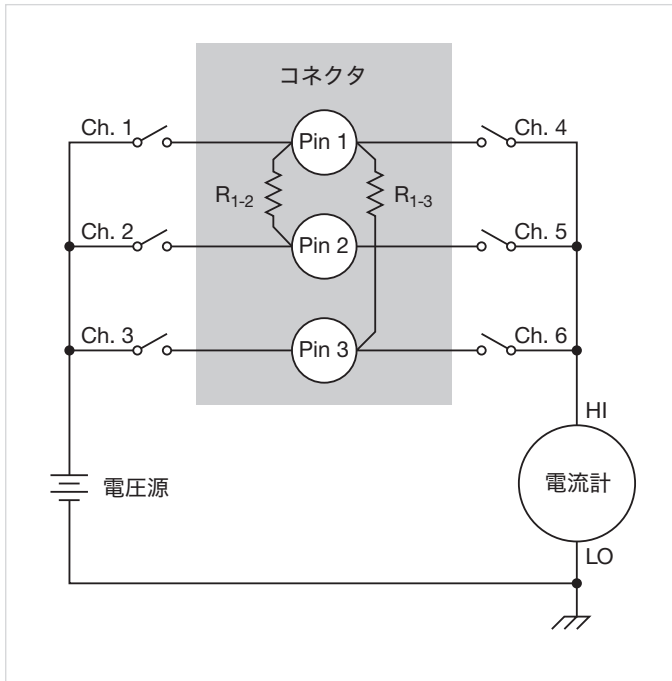 コネクタ
Ch. 1
Pin 1
Ch. 4
R1-2
R1-3
Ch. 2
Pin 2
Ch. 5
Ch. 3
Pin 3
Ch. 6
HI
電圧源
電流計
LO